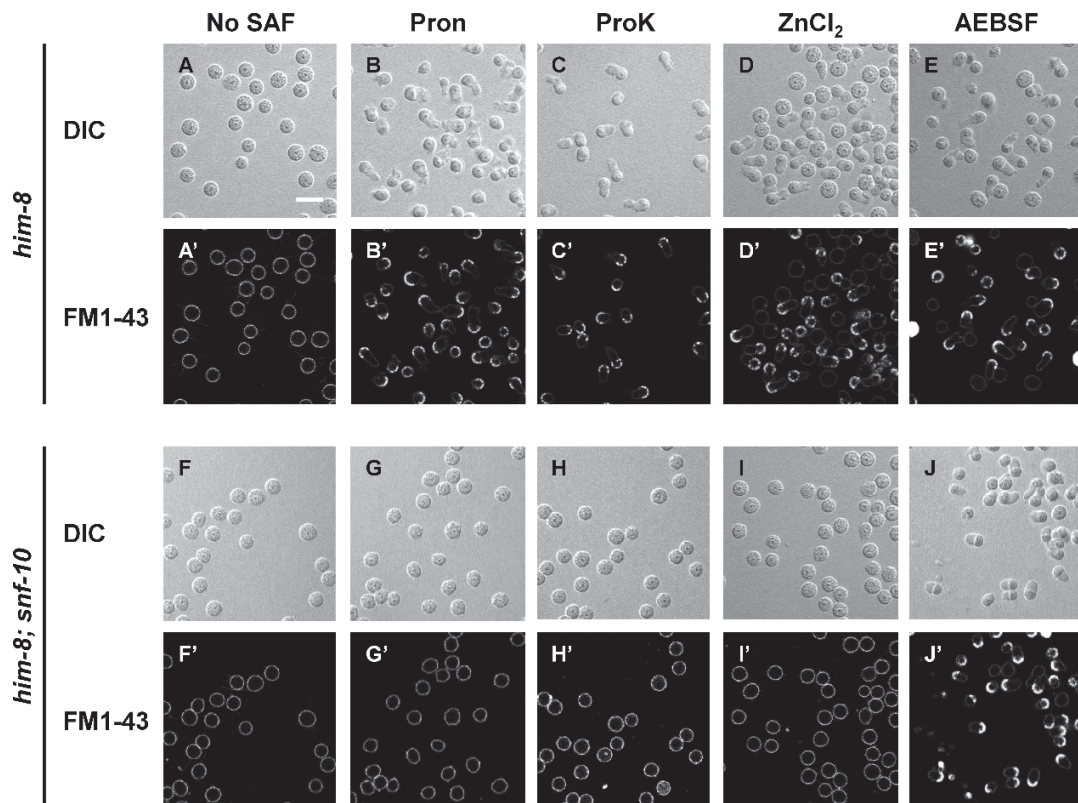 No SAF Pron ProK ZnCl₂ AEBSF
him-8
DIC
A B C D E
FM1-43
A' B' C' D' E'
him-8; snf-10
DIC
F G H I J
FM1-43
F' G' H' I' J'